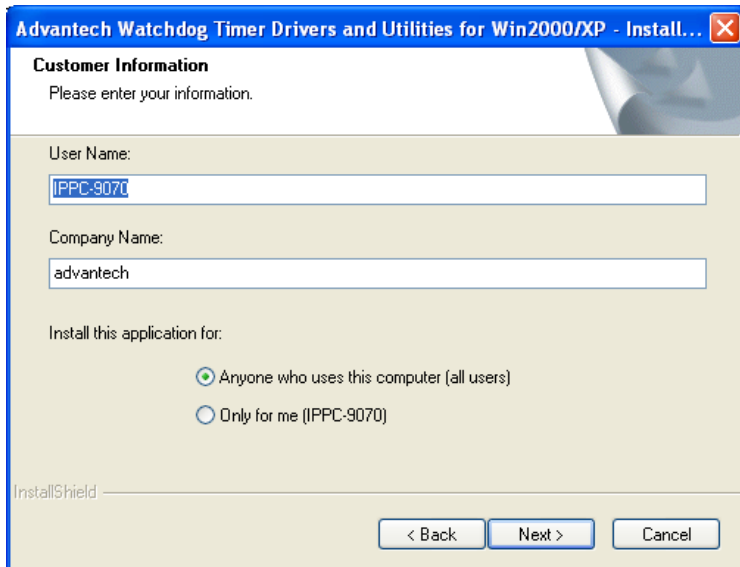 Advantech Watchdog Timer Drivers and Utilities for Win2000/XP - Install...
Customer Information
Please enter your information.
User Name:
IPPC-9070
Company Name:
advantech
Install this application for:
Anyone who uses this computer (all users)
Only for me (IPPC-9070)
InstallShield
< Back Next > Cancel